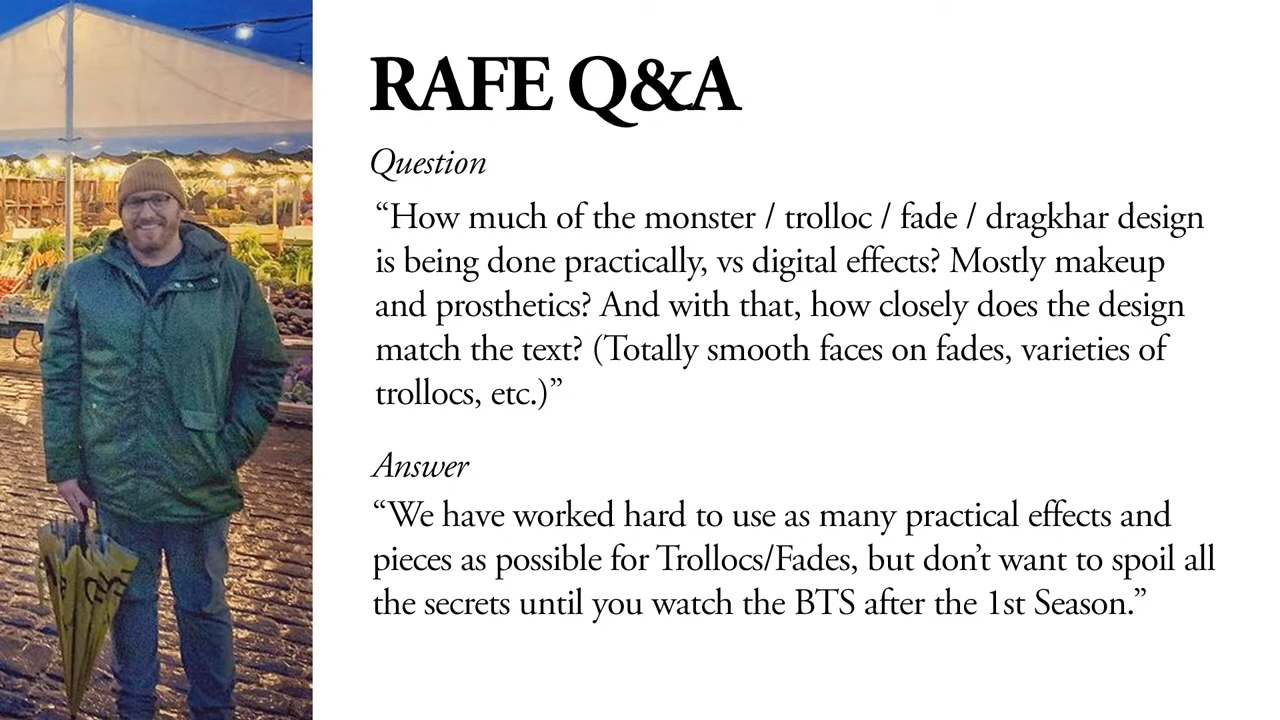 RAFE Q&A
Question
“How much of the monster / trolloc / fade / dragkhar design
is being done practically, vs digital effects? Mostly makeup
and prosthetics? And with that, how closely does the design
match the text? (Totally smooth faces on fades, varieties of
trollocs, etc.)”
Answer
“We have worked hard to use as many practical effects and
pieces as possible for Trollocs/Fades, but don’t want to spoil all
the secrets until you watch the BTS after the 1st Season.”